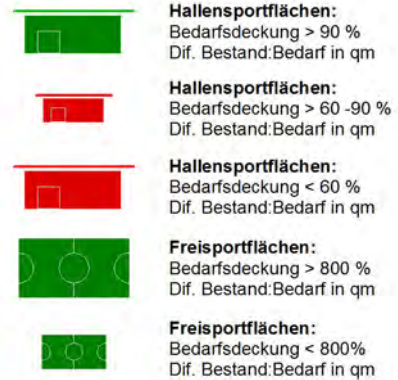 Hallensportflächen:
Bedarfsdeckung > 90 %
Dif. Bestand:Bedarf in qm
Hallensportflächen:
Bedarfsdeckung > 60 -90 %
Dif. Bestand:Bedarf in qm
Hallensportflächen:
Bedarfsdeckung < 60 %
Dif. Bestand:Bedarf in qm
Freisportflächen:
Bedarfsdeckung > 800 %
Dif. Bestand:Bedarf in qm
Freisportflächen:
Bedarfsdeckung < 800%
Dif. Bestand:Bedarf in qm